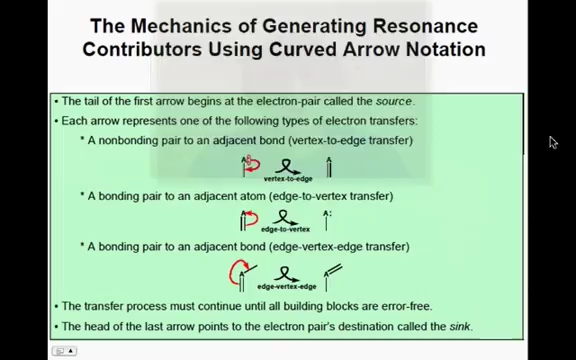 The Mechanics of Generating Resonance
Contributors Using Curved Arrow Notation
• The tail of the first arrow begins at the electron-pair called the source.
• Each arrow represents one of the following types of electron transfers:
* A nonbonding pair to an adjacent bond (vertex-to-edge transfer)
A A
vertex-to-edge
* A bonding pair to an adjacent atom (edge-to-vertex transfer)
A A:
edge-to-vertex
* A bonding pair to an adjacent bond (edge-vertex-edge transfer)
A A
edge-vertex-edge
• The transfer process must continue until all building blocks are error-free.
• The head of the last arrow points to the electron pair's destination called the sink.